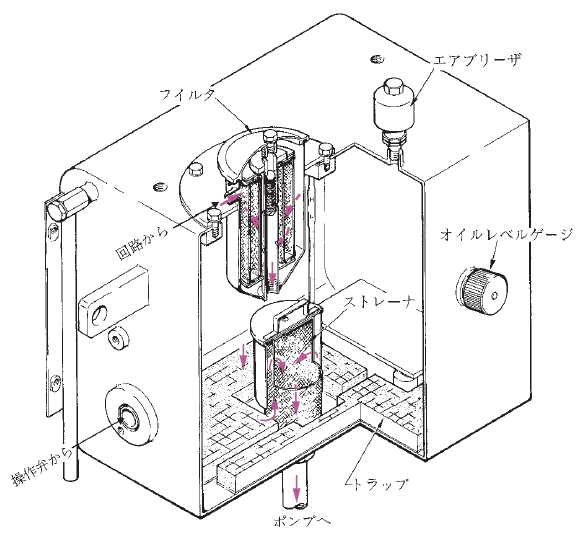 エアブリーザ
フイルタ
回路から
オイルレベルゲージ
ストレーナ
操作弁から
トラップ
ポンプへ